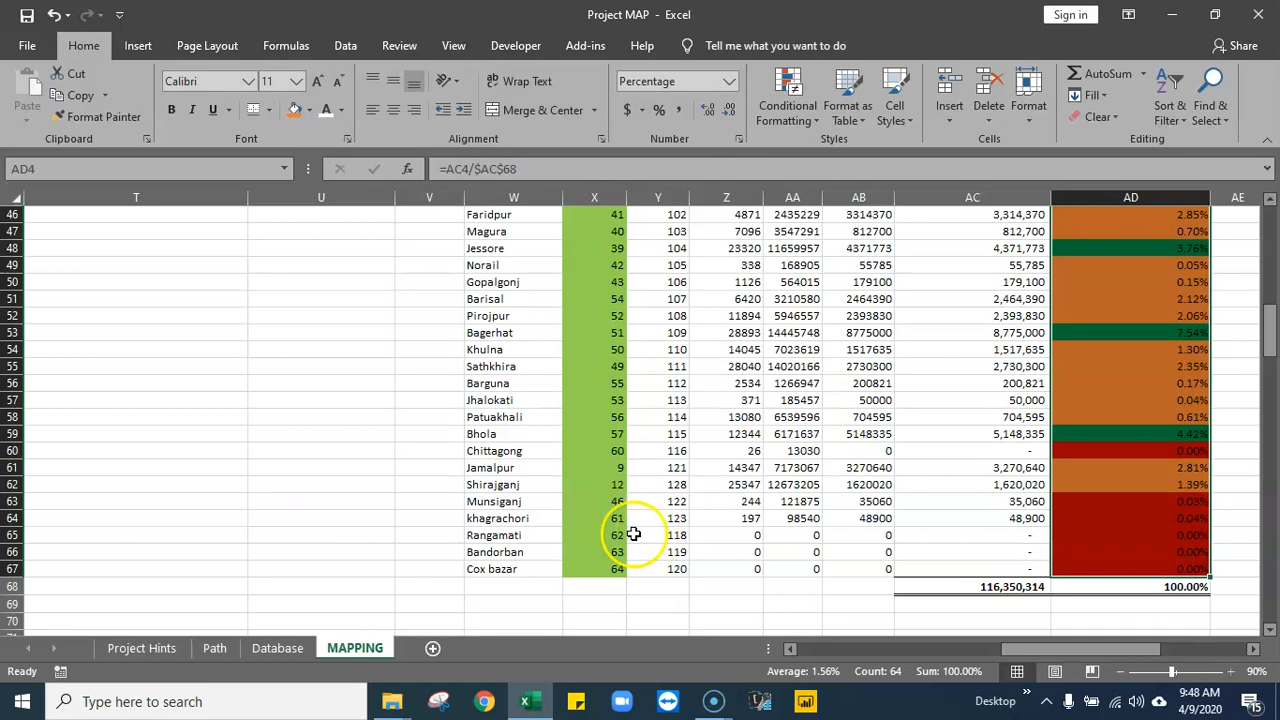 Project MAP - Excel
Sign in
File Home Insert Page Layout Formulas Data Review View Developer Add-ins Help Tell me what you want to do Share
Paste Cut Copy Format Painter
Calibri 11 B I U A
Wrap Text Merge & Center
Percentage $ %
Conditional Formatting Format as Table Cell Styles
Insert Delete Format
AutoSum Fill Clear Sort & Filter Find & Select
Clipboard Font Alignment Number Styles Cells Editing
AD4 fx =AC4/$AC$68
T U V W X Y Z AA AB AC AD AE
46 Faridpur 41 102 4871 2435229 3314370 3,314,370 2.85%
47 Magura 40 103 7096 3547291 812700 812,700 0.70%
48 Jessore 39 104 23320 11659957 4371773 4,371,773 3.76%
49 Norail 42 105 338 168905 55785 55,785 0.05%
50 Gopalgonj 43 106 1126 564015 179100 179,100 0.15%
51 Barisal 54 107 6420 3210580 2464390 2,464,390 2.12%
52 Pirojpur 52 108 11894 5946557 2393830 2,393,830 2.06%
53 Bagerhat 51 109 28893 14445748 8775000 8,775,000 7.54%
54 Khulna 50 110 14045 7023619 1517635 1,517,635 1.30%
55 Sathkhira 49 111 28040 14020166 2730300 2,730,300 2.35%
56 Barguna 55 112 2534 1266947 200821 200,821 0.17%
57 Jhalokati 53 113 371 185457 50000 50,000 0.04%
58 Patuakhali 56 114 13080 6539596 704595 704,595 0.61%
59 Bhola 57 115 12344 6171637 5148335 5,148,335 4.42%
60 Chittagong 60 116 26 13030 0 - 0.00%
61 Jamalpur 9 121 14347 7173067 3270640 3,270,640 2.81%
62 Shirajganj 12 128 25347 12673205 1620020 1,620,020 1.39%
63 Munsiganj 46 122 244 121875 35060 35,060 0.03%
64 khagrachori 61 123 197 98540 48900 48,900 0.04%
65 Rangamati 62 118 0 0 0 - 0.00%
66 Bandorban 63 119 0 0 0 - 0.00%
67 Cox bazar 64 120 0 0 0 - 0.00%
68 116,350,314 100.00%
69
70
Project Hints Path Database MAPPING
Ready Average: 1.56% Count: 64 Sum: 100.00% 90%
Type here to search Desktop 9:48 AM
4/9/2020 15